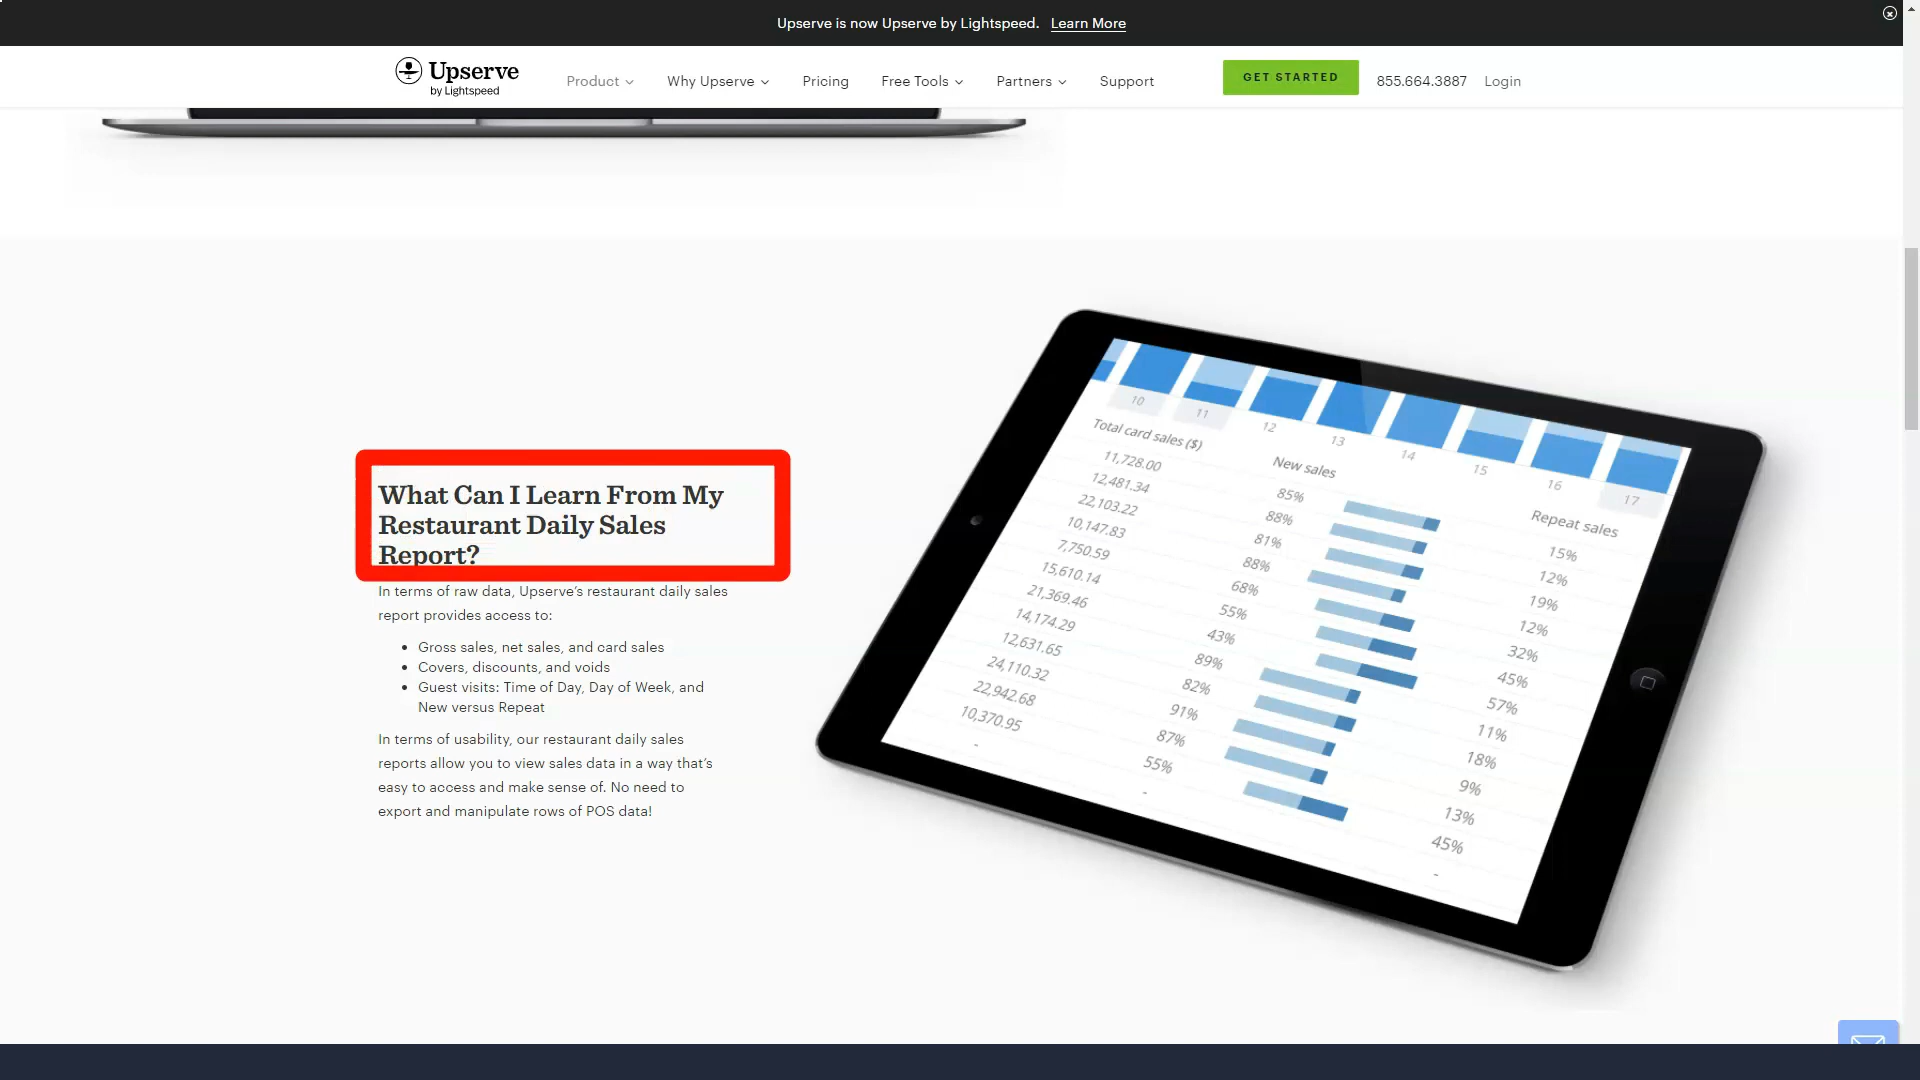 Upserve is now Upserve by Lightspeed. Learn More
Upserve
by Lightspeed
Product
Why Upserve
Pricing
Free Tools
Partners
Support
GET STARTED
855.664.3887
Login
What Can I Learn From My
Restaurant Daily Sales
Report?
In terms of raw data, Upserve's restaurant daily sales
report provides access to:
• Gross sales, net sales, and card sales
• Covers, discounts, and voids
• Guest visits: Time of Day, Day of Week, and
New versus Repeat
In terms of usability, our restaurant daily sales
reports allow you to view sales data in a way that's
easy to access and make sense of. No need to
export and manipulate rows of POS data!
10 11 12 13 14 15 16 17
Total card sales ($) New sales Repeat sales
11,728.00 85% 15%
12,481.34 88% 12%
22,103.22 81% 19%
10,147.83 88% 12%
7,750.59 68% 32%
15,610.14 55% 45%
21,369.46 43% 57%
14,174.29 89% 11%
12,631.65 82% 18%
24,110.32 91% 9%
22,942.68 87% 13%
10,370.95 55% 45%
- - -